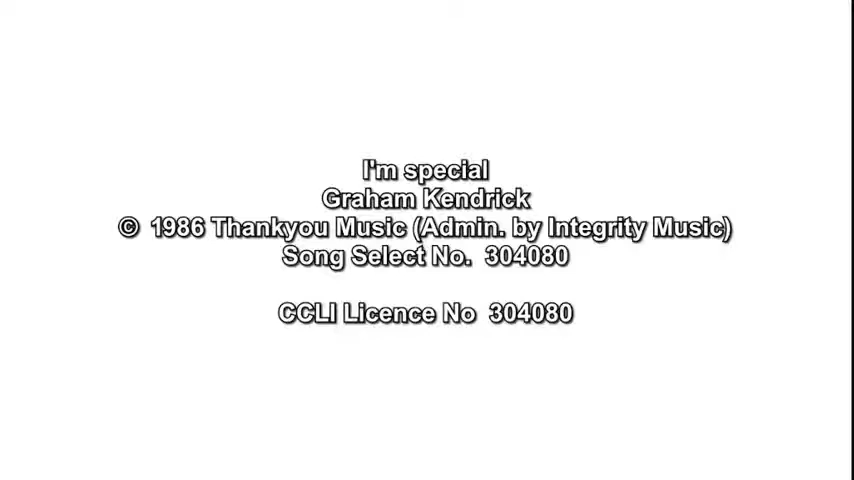 I'm special
Graham Kendrick
© 1986 Thankyou Music (Admin. by Integrity Music)
Song Select No. 304080
CCLI Licence No 304080